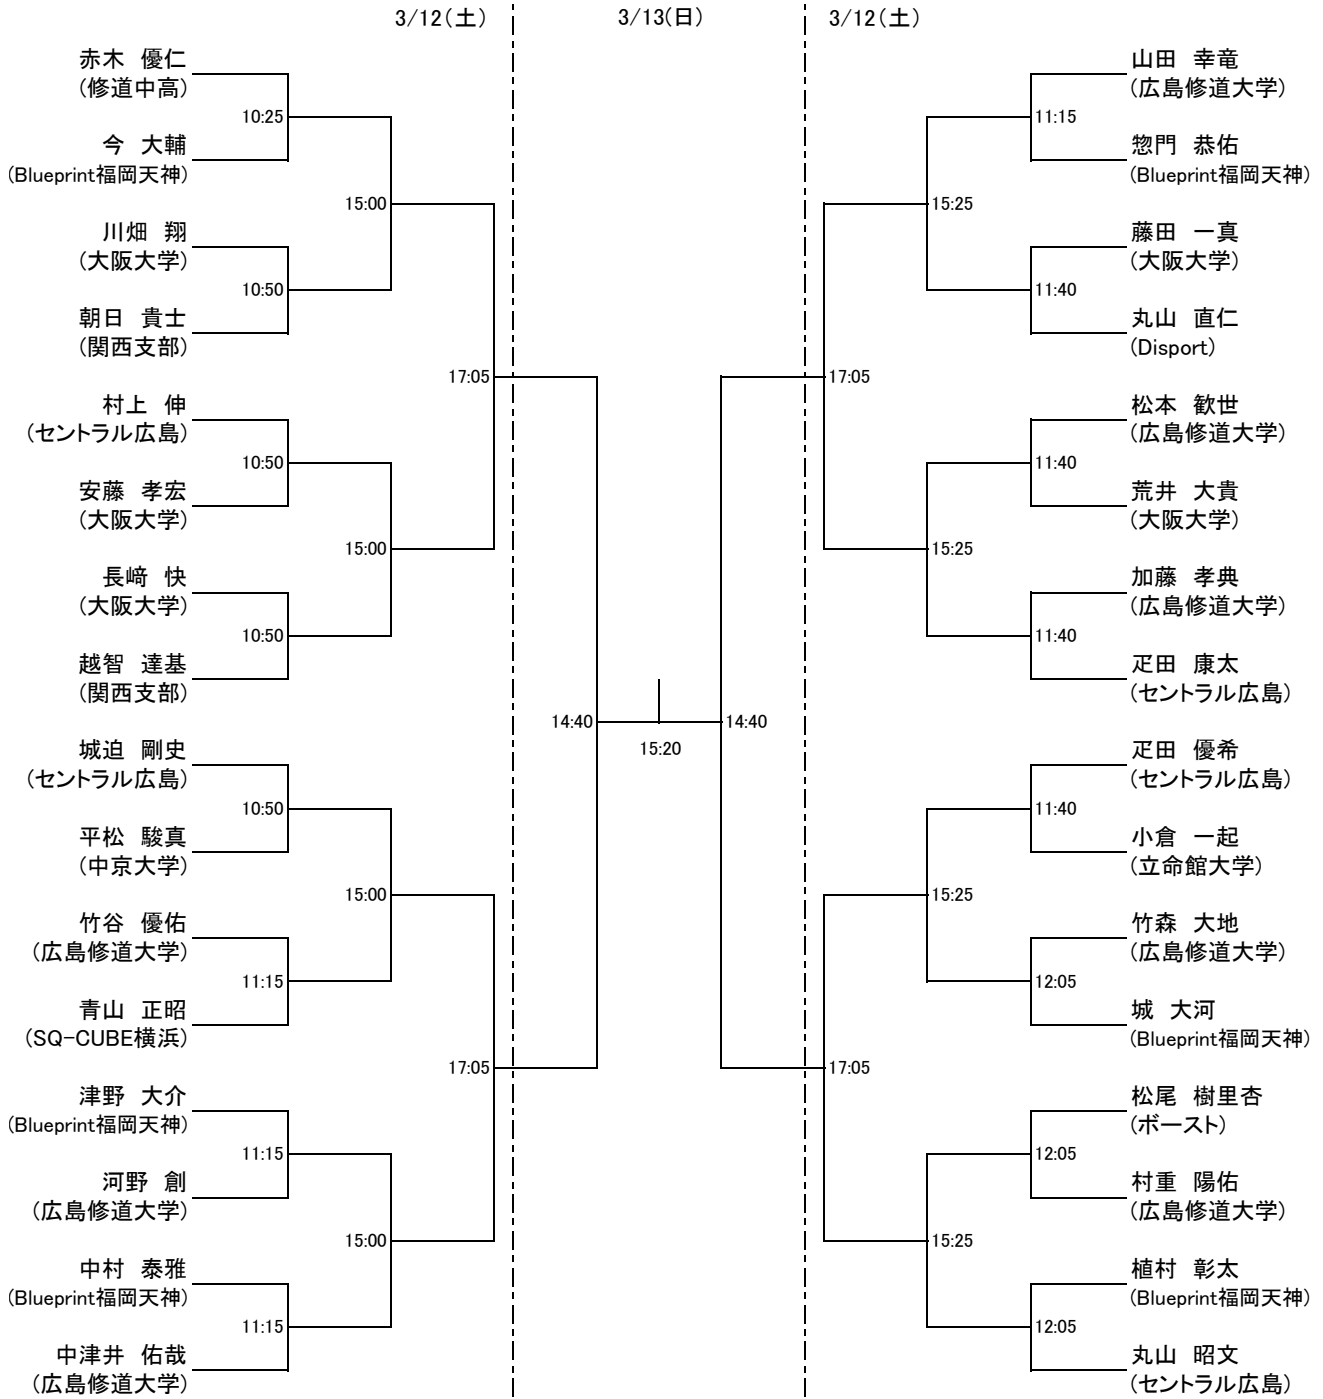 3/12(土)
3/13(日)
3/12(土)
赤木 優仁
(修道中高)
10:25
今 大輔
(Blueprint福岡天神)
15:00
川畑 翔
(大阪大学)
10:50
朝日 貴士
(関西支部)
17:05
村上 伸
(セントラル広島)
10:50
安藤 孝宏
(大阪大学)
15:00
長﨑 快
(大阪大学)
10:50
越智 達基
(関西支部)
14:40
城迫 剛史
(セントラル広島)
10:50
平松 駿真
(中京大学)
15:00
竹谷 優佑
(広島修道大学)
11:15
青山 正昭
(SQ-CUBE横浜)
17:05
津野 大介
(Blueprint福岡天神)
11:15
河野 創
(広島修道大学)
15:00
中村 泰雅
(Blueprint福岡天神)
11:15
中津井 佑哉
(広島修道大学)
15:20
山田 幸竜
(広島修道大学)
11:15
惣門 恭佑
(Blueprint福岡天神)
15:25
藤田 一真
(大阪大学)
11:40
丸山 直仁
(Disport)
17:05
松本 歓世
(広島修道大学)
11:40
荒井 大貴
(大阪大学)
15:25
加藤 孝典
(広島修道大学)
11:40
疋田 康太
(セントラル広島)
14:40
疋田 優希
(セントラル広島)
11:40
小倉 一起
(立命館大学)
15:25
竹森 大地
(広島修道大学)
12:05
城 大河
(Blueprint福岡天神)
17:05
松尾 樹里杏
(ボースト)
12:05
村重 陽佑
(広島修道大学)
15:25
植村 彰太
(Blueprint福岡天神)
12:05
丸山 昭文
(セントラル広島)